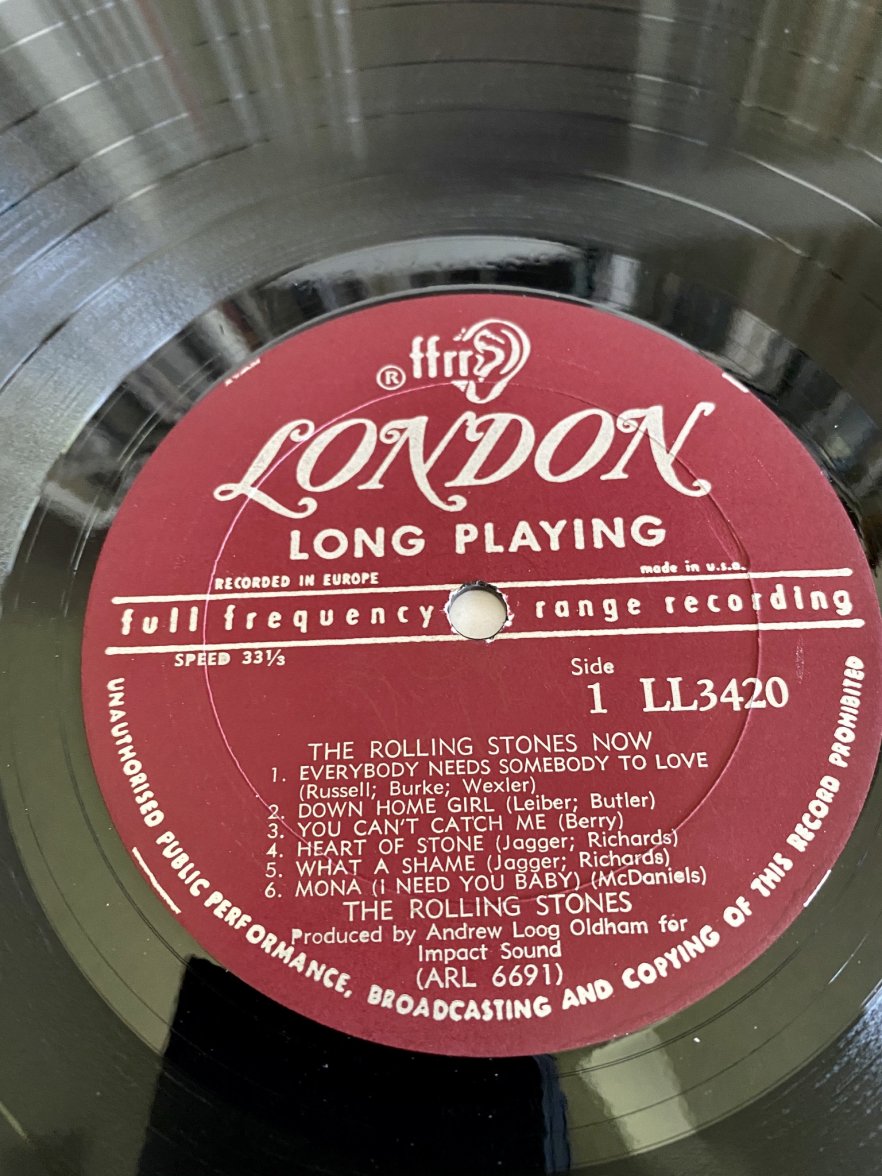 ® ffrr
LONDON
LONG PLAYING
RECORDED IN EUROPE made in U.S.A.
full frequency range recording
SPEED 33⅓
Side
1 LL3420
THE ROLLING STONES NOW
1. EVERYBODY NEEDS SOMEBODY TO LOVE
(Russell; Burke; Wexler)
2. DOWN HOME GIRL (Leiber; Butler)
3. YOU CAN'T CATCH ME (Berry)
4. HEART OF STONE (Jagger; Richards)
5. WHAT A SHAME (Jagger; Richards)
6. MONA (I NEED YOU BABY) (McDaniels)
THE ROLLING STONES
Produced by Andrew Loog Oldham for
Impact Sound
(ARL 6691)
UNAUTHORISED PUBLIC PERFORMANCE, BROADCASTING AND COPYING OF THIS RECORD PROHIBITED